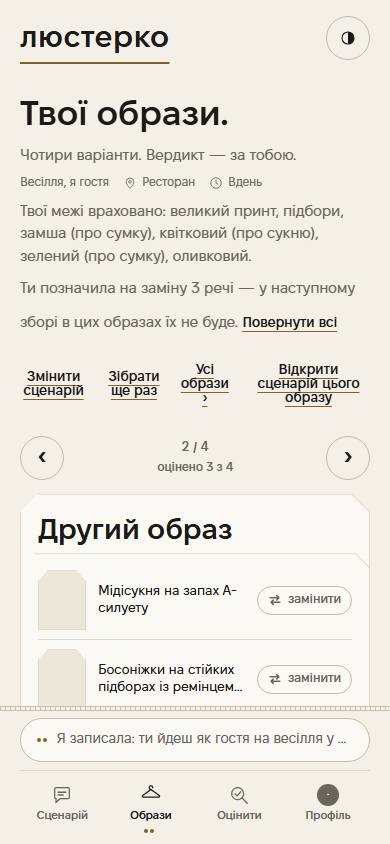 люстерко
Твої образи.
Чотири варіанти. Вердикт — за тобою.
Весілля, я гостя Ресторан Вдень
Твої межі враховано: великий принт, підбори,
замша (про сумку), квітковий (про сукню),
зелений (про сумку), оливковий.
Ти позначила на заміну 3 речі — у наступному
зборі в цих образах їх не буде. Повернути всі
Змінити
сценарій
Зібрати
ще раз
Усі
образи
›
Відкрити
сценарій цього
образу
‹
2 / 4
оцінено 3 з 4
›
Другий образ
Мідісукня на запах А-
силуету
замінити
Босоніжки на стійких
підборах із ремінцем…
замінити
Я записала: ти йдеш як гостя на весілля у …
Сценарій Образи Оцінити Профіль